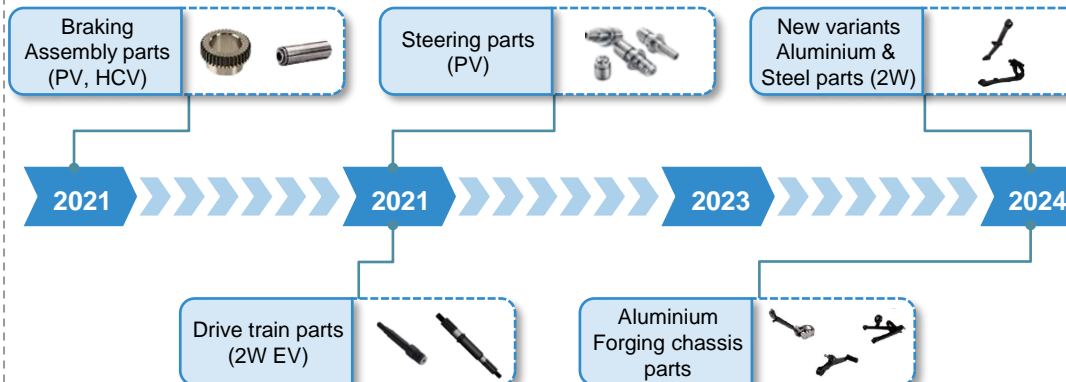 Braking
Assembly parts
(PV, HCV)
Steering parts
(PV)
New variants
Aluminium &
Steel parts (2W)
2021
2021
2023
2024
Drive train parts
(2W EV)
Aluminium
Forging chassis
parts